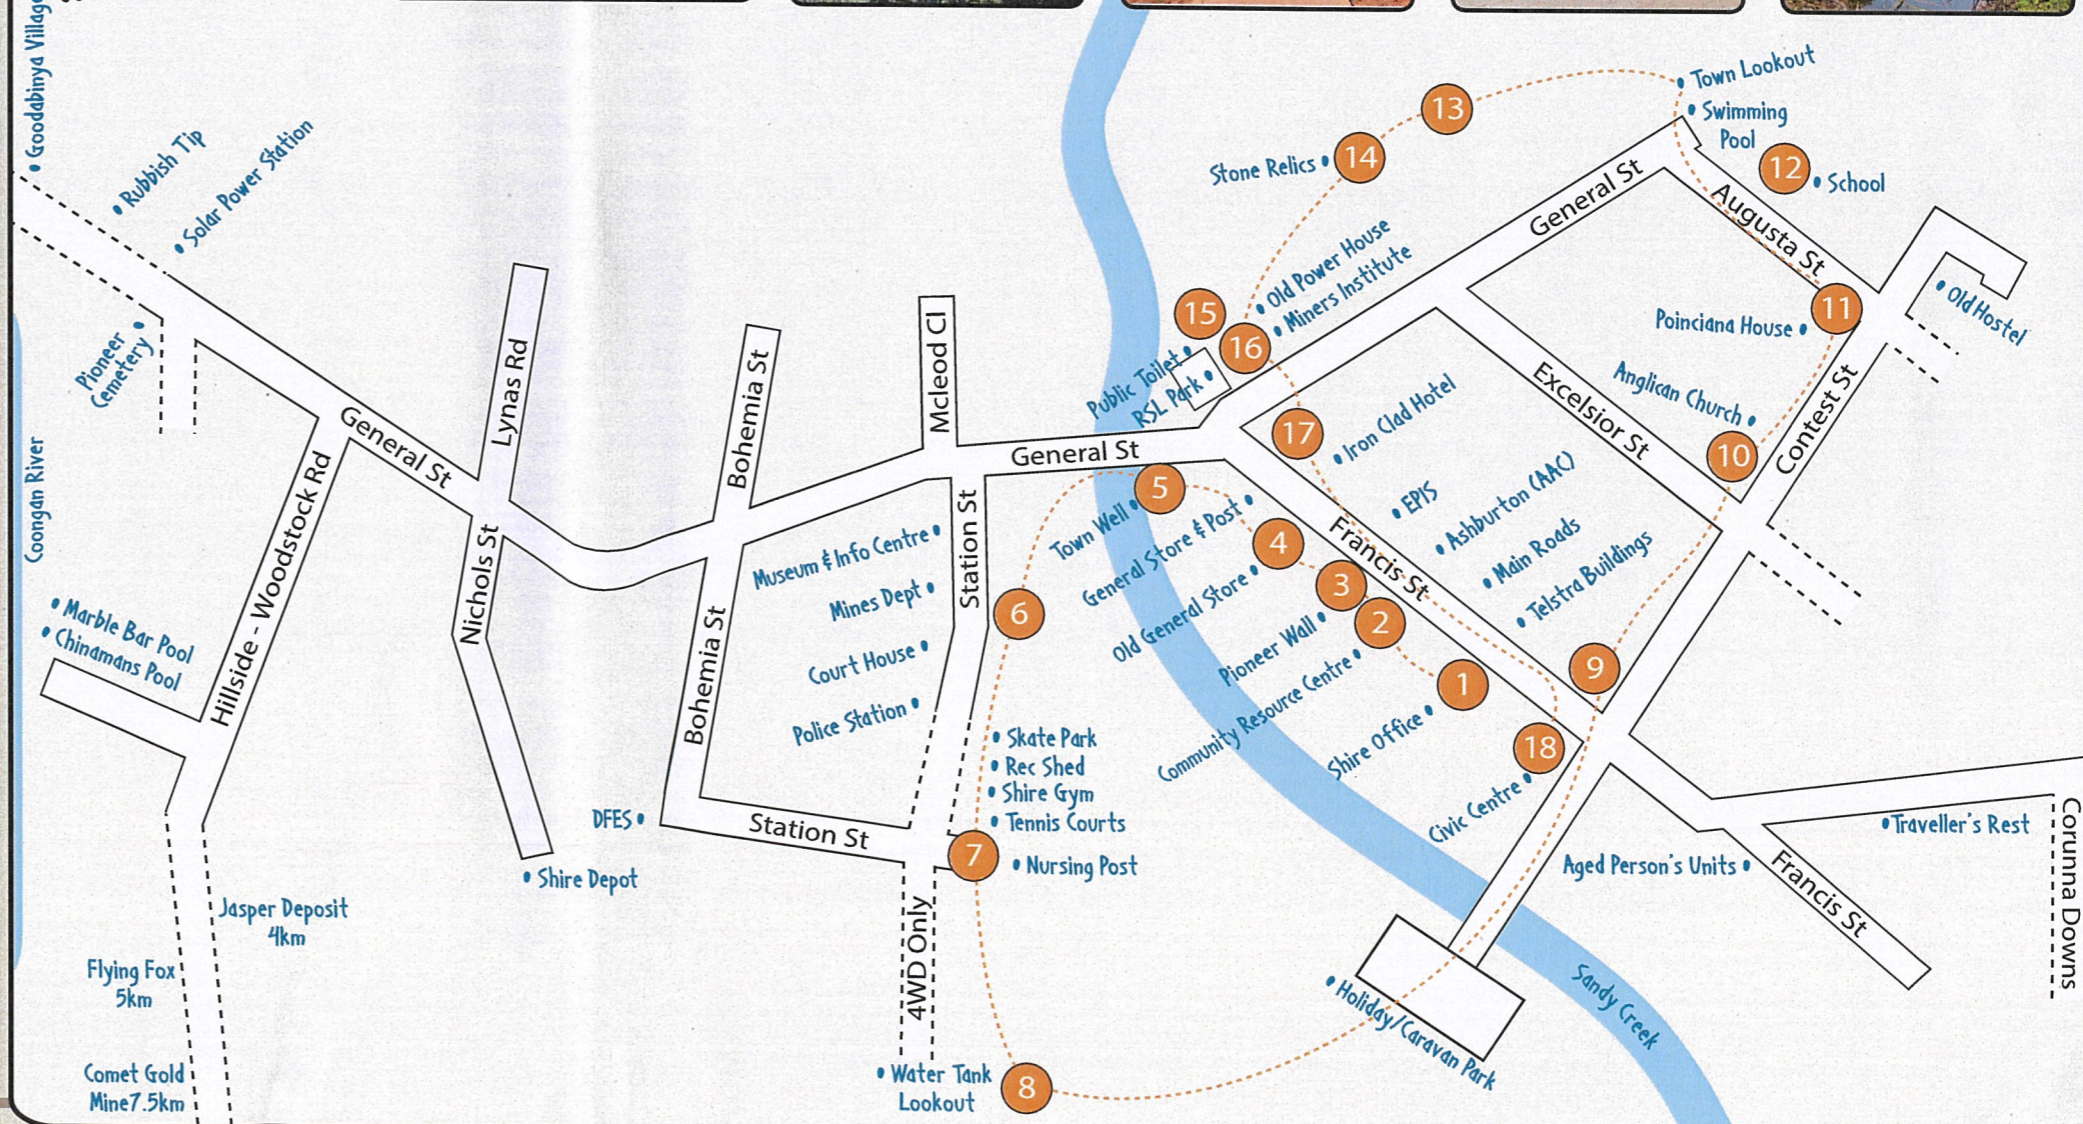 Goodabinya Village
Rubbish Tip
Solar Power Station
Pioneer
Cemetery
Coongan River
General St
Hillside - Woodstock Rd
Marble Bar Pool
Chinamans Pool
Jasper Deposit
4km
Flying Fox
5km
Comet Gold
Mine7.5km
Lynas Rd
Nichols St
Shire Depot
Bohemia St
Bohemia St
DFES
Station St
Mcleod Cl
General St
Station St
Museum & Info Centre
Mines Dept
Court House
Police Station
6
Skate Park
Rec Shed
Shire Gym
Tennis Courts
7
Nursing Post
4WD Only
Water Tank
Lookout
8
Town Lookout
Swimming
Pool
13
14
Stone Relics
12
School
General St
Augusta St
Old Power House
Miners Institute
15
16
Public Toilet
RSL Park
11
Poinciana House
Old Hostel
Anglican Church
10
Contest St
Excelsior St
17
Iron Clad Hotel
EPIS
Ashburton (AAC)
Main Roads
Telstra Buildings
9
5
Town Well
General Store & Post
4
Old General Store
3
Francis St
Pioneer Wall
2
Community Resource Centre
1
Shire Office
18
Civic Centre
Traveller's Rest
Aged Person's Units
Francis St
Corunna Downs
Holiday/Caravan Park
Sandy Creek